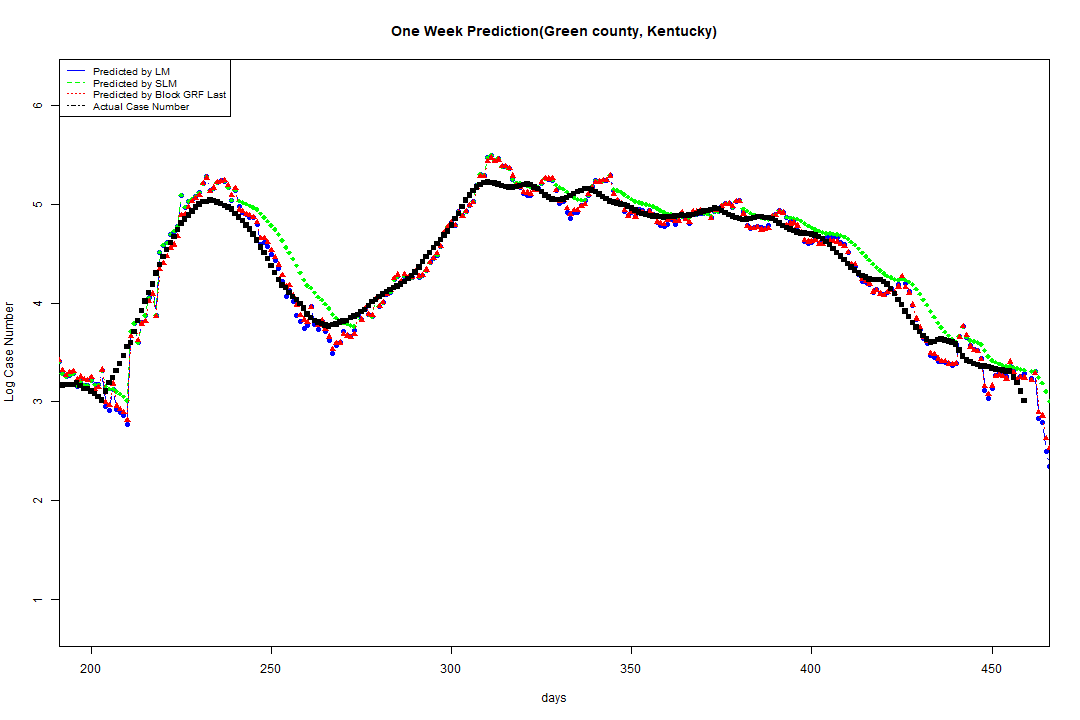 One Week Prediction(Green county, Kentucky)
Predicted by LM
Predicted by SLM
Predicted by Block GRF Last
Actual Case Number
6
5
4
3
2
1
Log Case Number
200 250 300 350 400 450
days